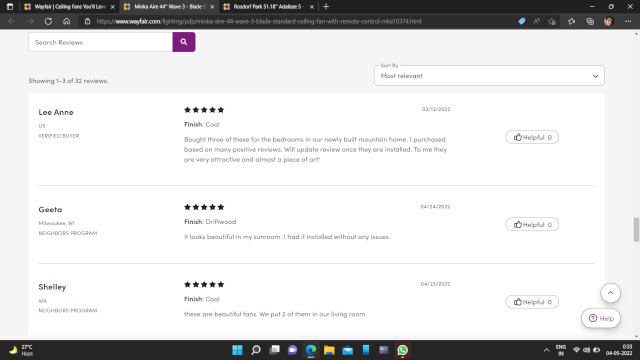 Wayfair | Ceiling Fans You'll Love
Minka Aire 44" Wave 3 - Blade S
Rosdorf Park 51.18" Adalisse 5 -
https://www.wayfair.com/lighting/pdp/minka-aire-44-wave-3-blade-standard-ceiling-fan-with-remote-control-mka10374.html
Search Reviews
Showing 1-3 of 32 reviews.
Sort By
Most relevant
Lee Anne
US
VERIFIED BUYER
03/13/2022
Finish: Coal
Bought three of these for the bedrooms in our newly built mountain home. I purchased
based on many positive reviews. Will update review once they are installed. To me they
are very attractive and almost a piece of art!
Helpful 0
Geeta
Milwaukee, WI
NEIGHBORS PROGRAM
04/24/2022
Finish: Driftwood
It looks beautiful in my sunroom. I had it installed without any issues.
Helpful 0
Shelley
WA
NEIGHBORS PROGRAM
04/23/2022
Finish: Coal
these are beautiful fans. We put 2 of them in our living room
Helpful 0
Help
27°C
Haze
ENG
IN
0:33
04-05-2022